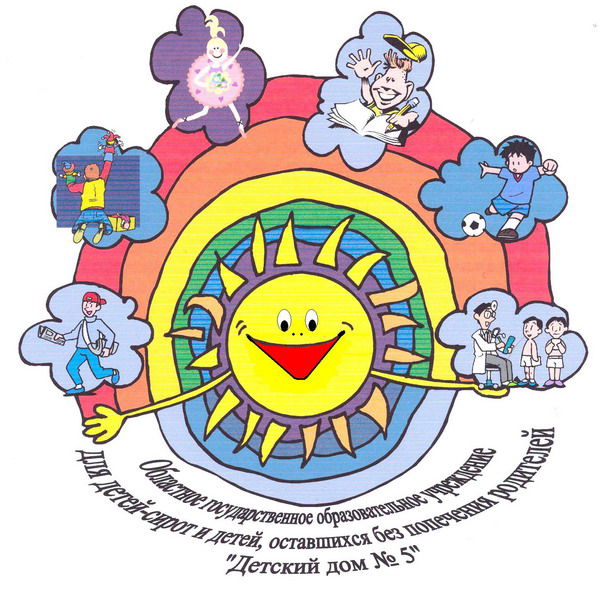 Областное государственное образовательное учреждение
для детей-сирот и детей, оставшихся без попечения родителей
"Детский дом № 5"